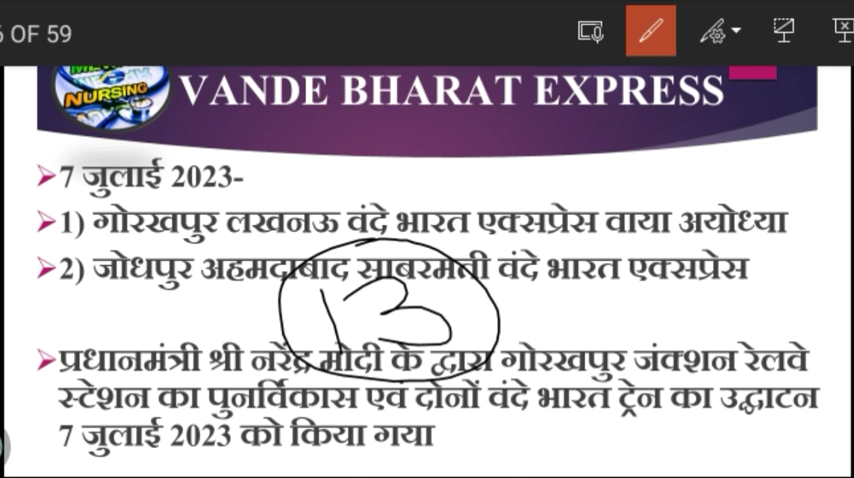 OF 59
NURSING
VANDE BHARAT EXPRESS
➤7 जुलाई 2023-
➤1) गोरखपुर लखनऊ वंदे भारत एक्सप्रेस वाया अयोध्या
➤2) जोधपुर अहमदाबाद साबरमती वंदे भारत एक्सप्रेस
13
➤प्रधानमंत्री श्री नरेंद्र मोदी के द्वारा गोरखपुर जंक्शन रेलवे
स्टेशन का पुनर्विकास एव दोनों वंदे भारत ट्रेन का उद्घाटन
7 जुलाई 2023 को किया गया